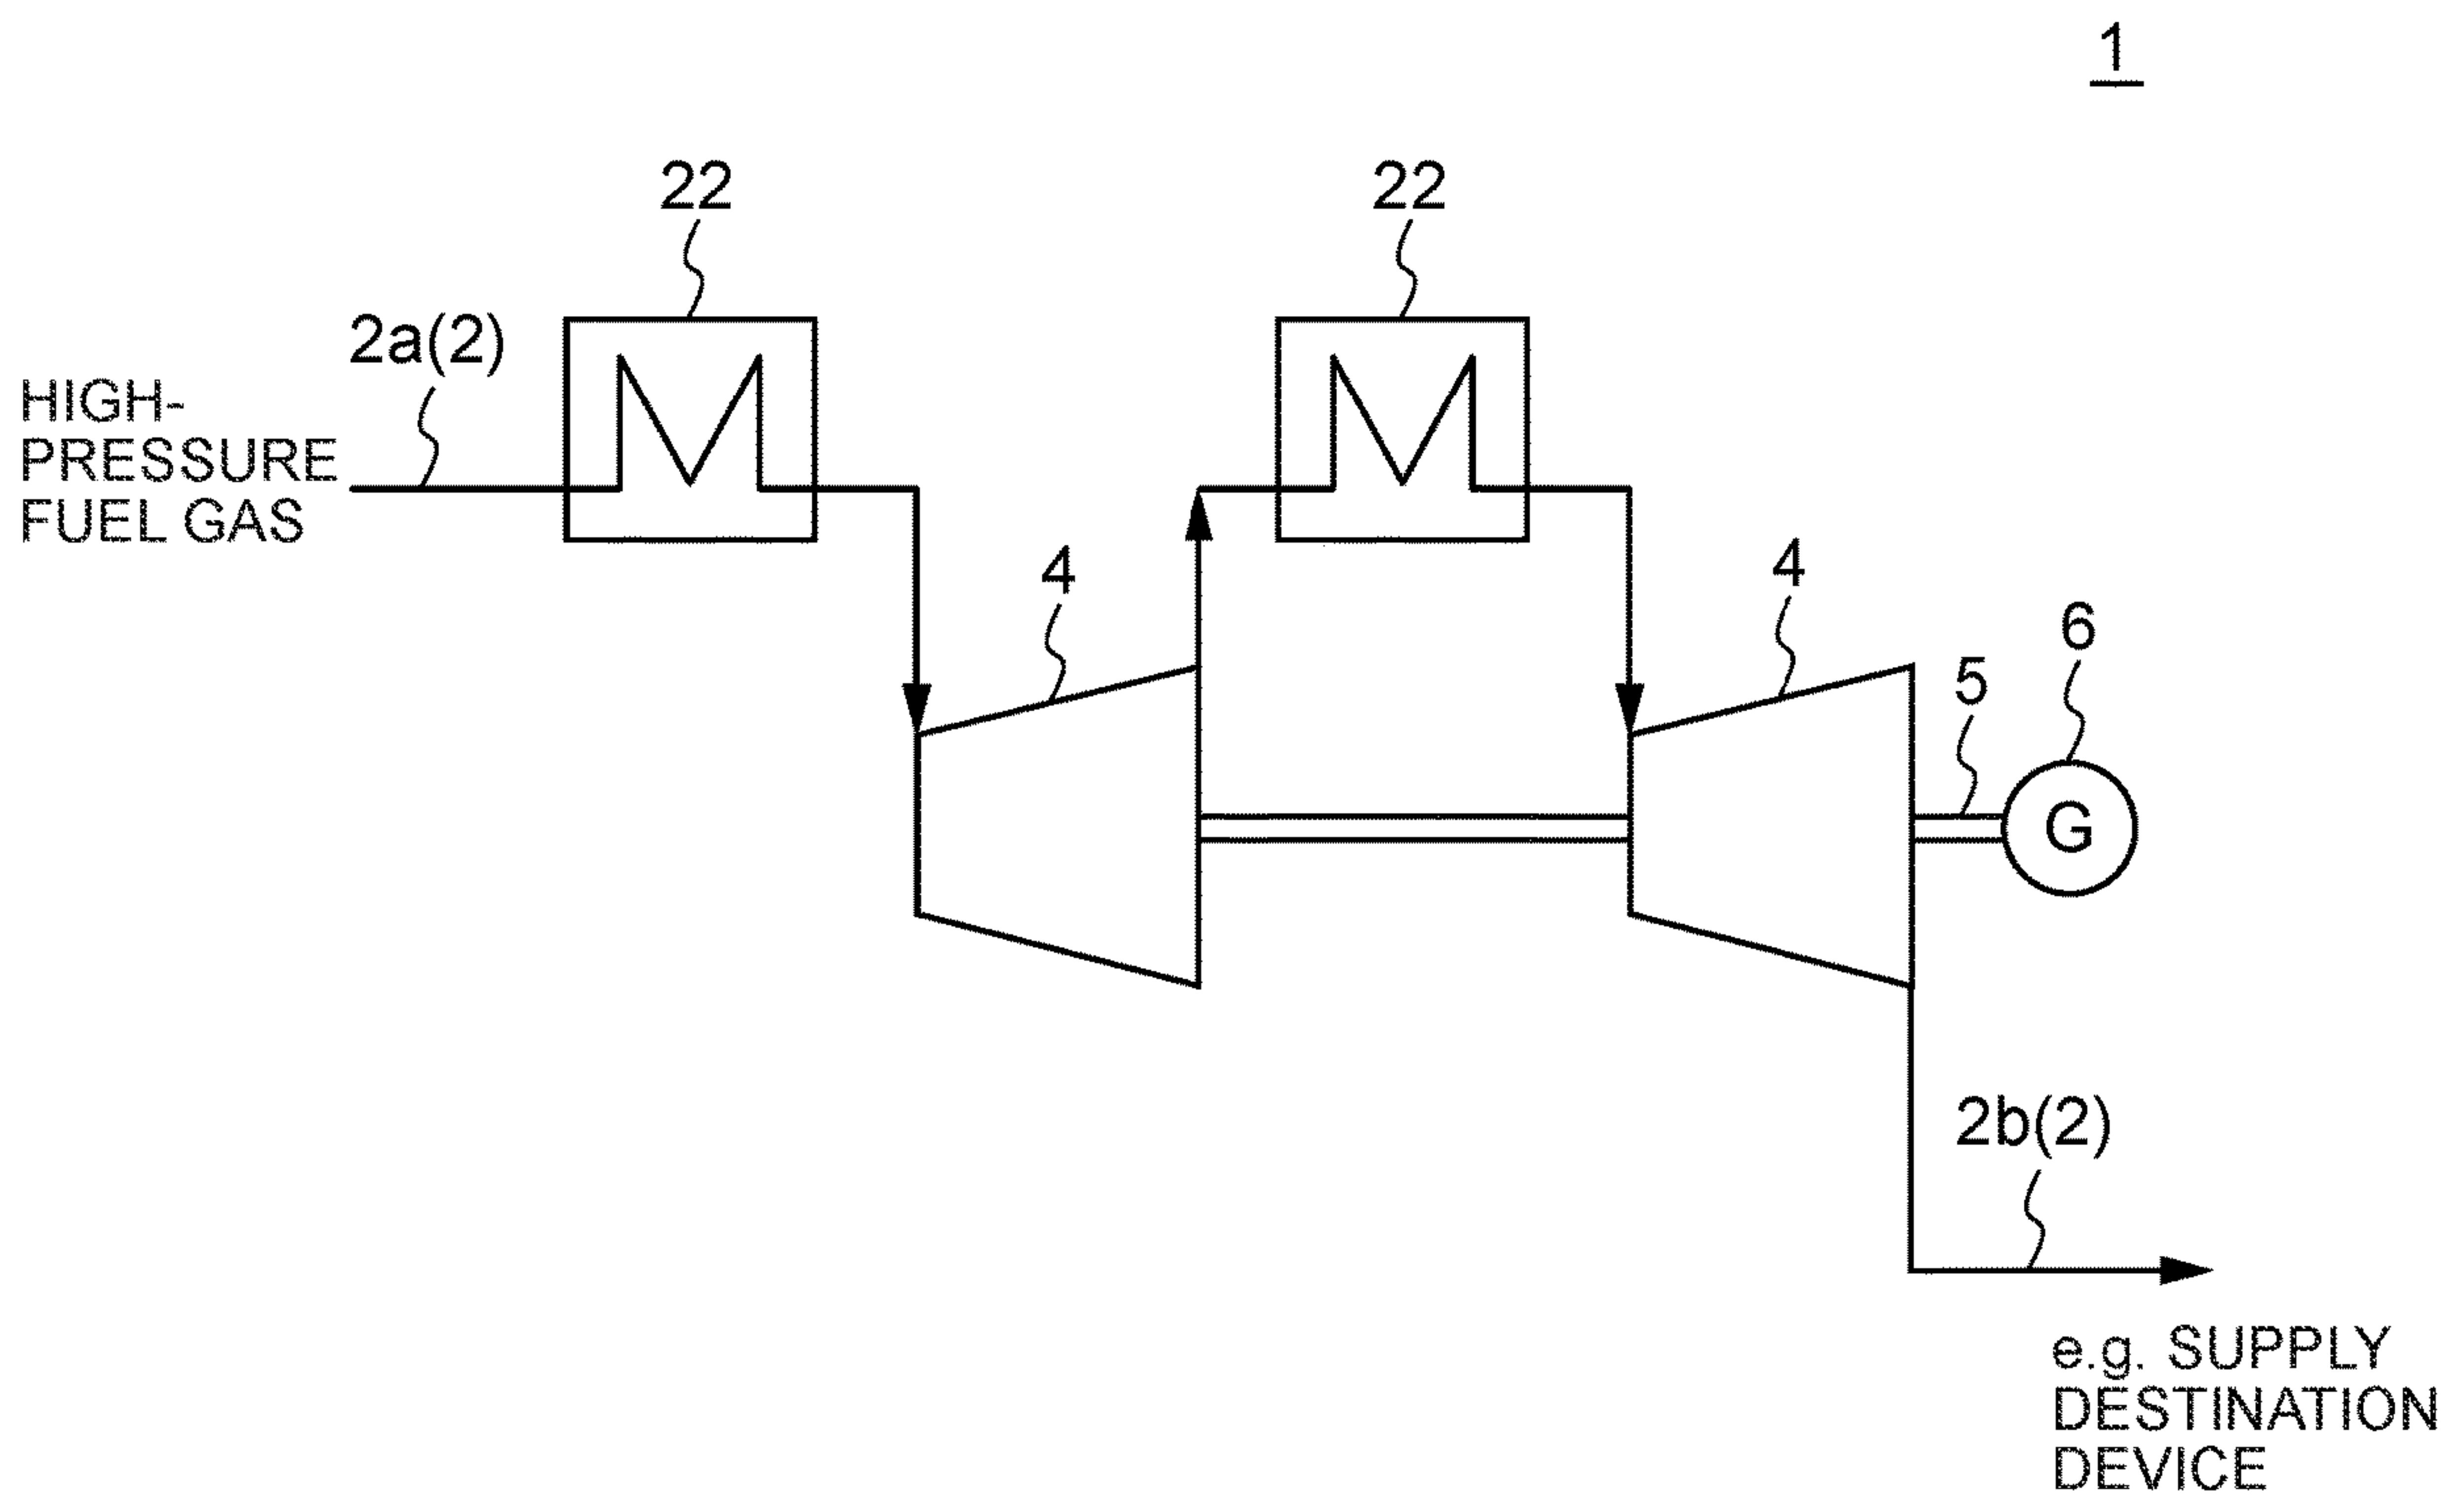 1
22
22
2a(2)
HIGH-
PRESSURE
FUEL GAS
4
4
6
5
G
2b(2)
e.g. SUPPLY
DESTINATION
DEVICE